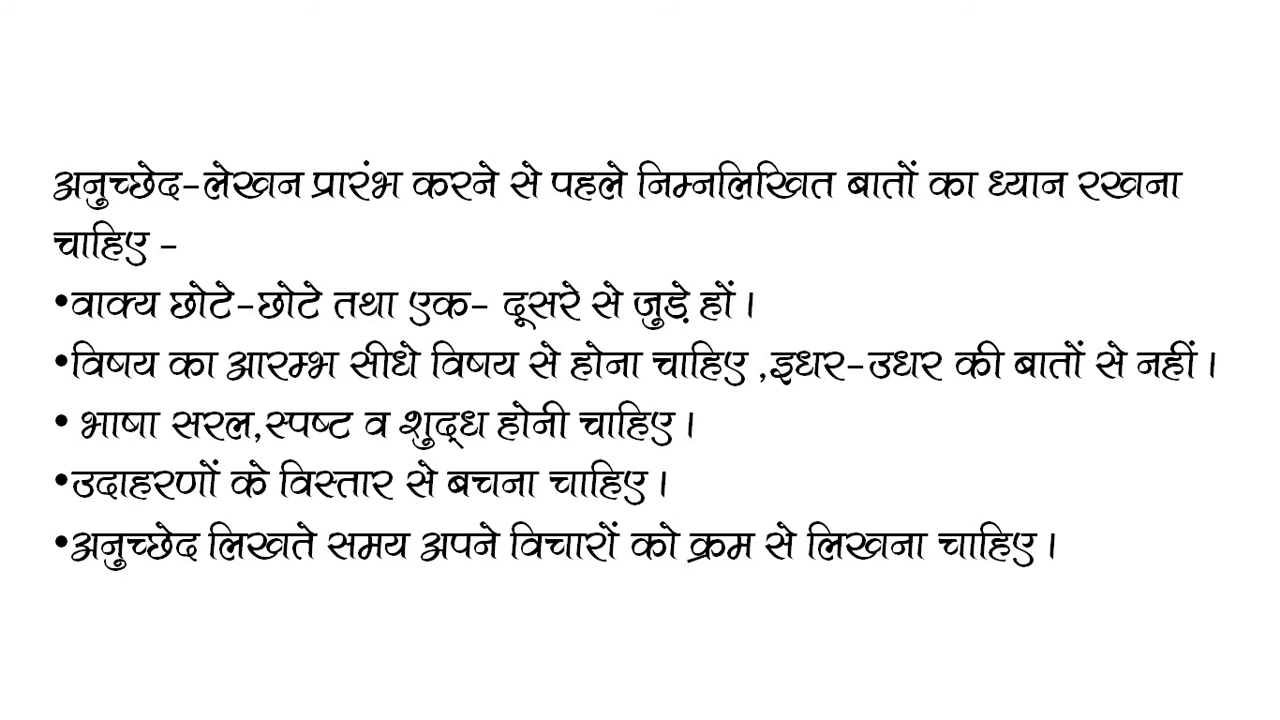 अनुच्छेद-लेखन प्रारंभ करने से पहले निम्नलिखित बातों का ध्यान रखना
चाहिए -
•वाक्य छोटे-छोटे तथा एक- दूसरे से जुड़े हों।
•विषय का आरम्भ सीधे विषय से होना चाहिए ,इधर-उधर की बातों से नहीं।
• भाषा सरल,स्पष्ट व शुद्ध होनी चाहिए।
•उदाहरणों के विस्तार से बचना चाहिए।
•अनुच्छेद लिखते समय अपने विचारों को क्रम से लिखना चाहिए।